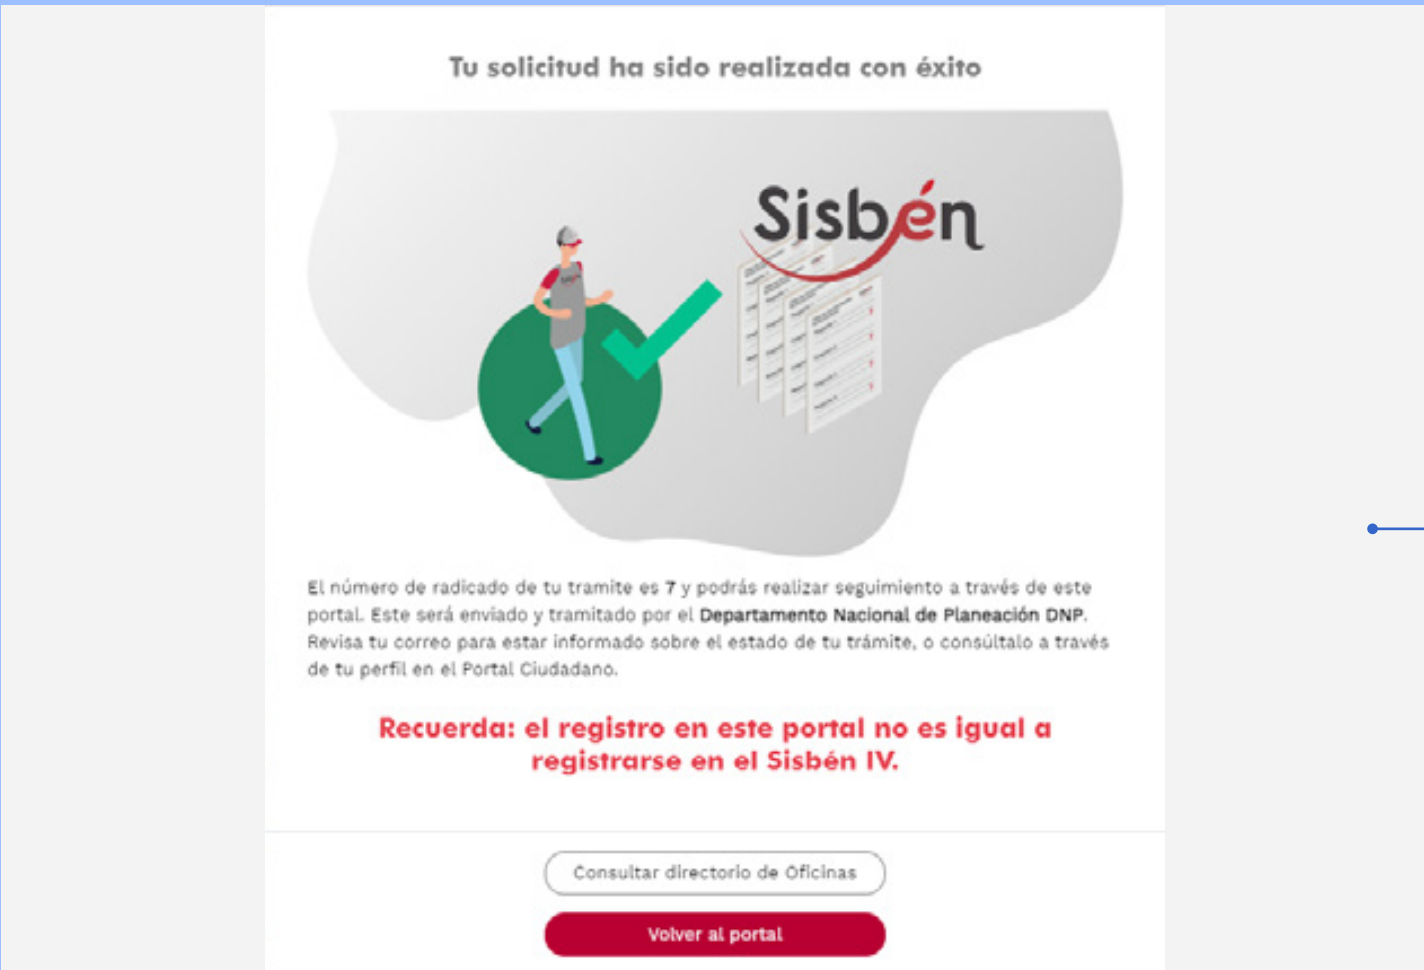 Tu solicitud ha sido realizada con éxito
Sisbén
El número de radicado de tu tramite es 7 y podrás realizar seguimiento a través de este
portal. Este será enviado y tramitado por el Departamento Nacional de Planeación DNP.
Revisa tu correo para estar informado sobre el estado de tu trámite, o consúltalo a través
de tu perfil en el Portal Ciudadano.
Recuerda: el registro en este portal no es igual a
registrarse en el Sisbén IV.
Consultar directorio de Oficinas
Volver al portal